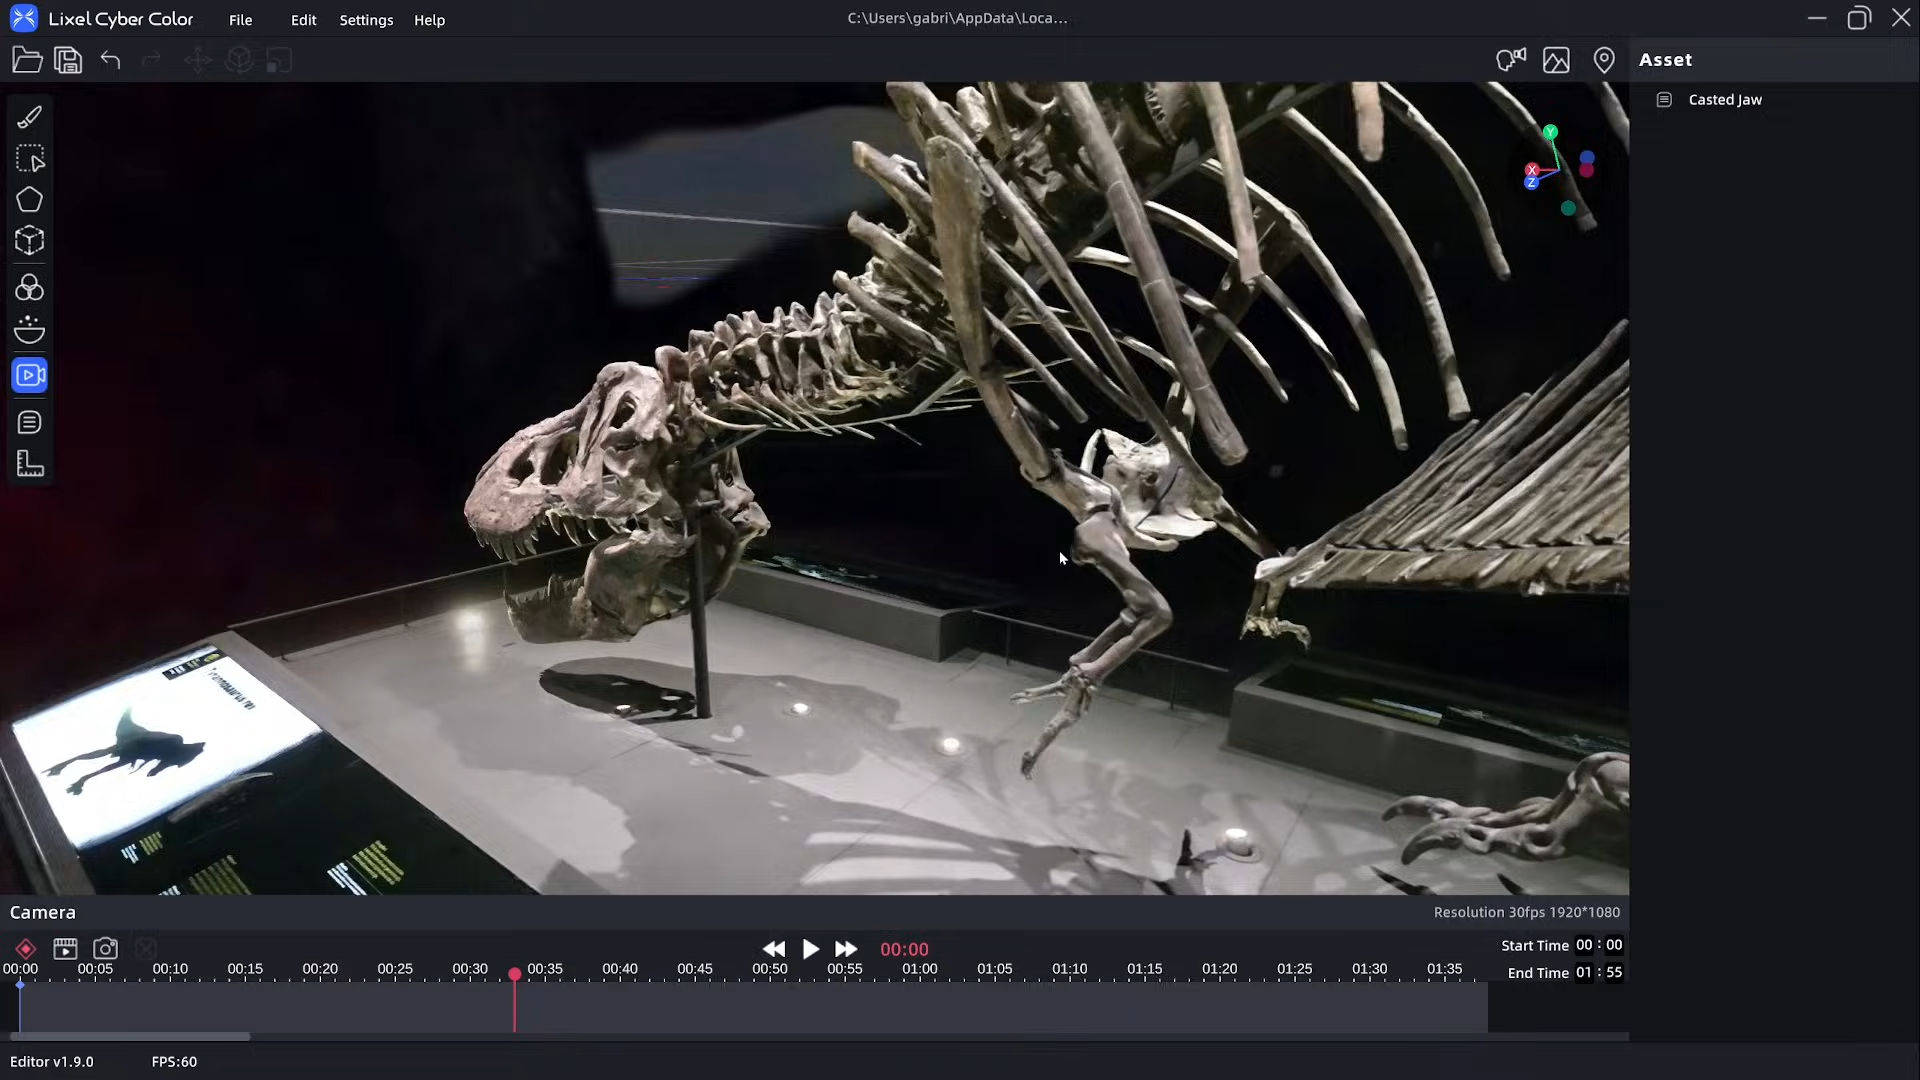 Lixel Cyber Color
File Edit Settings Help
C:\Users\gabri\AppData\Loca...
Asset
Casted Jaw
Y
X
Z
Camera
Resolution 30fps 1920*1080
00:00
Start Time 00 : 00
00:00 00:05 00:10 00:15 00:20 00:25 00:30 00:35 00:40 00:45 00:50 00:55 01:00 01:05 01:10 01:15 01:20 01:25 01:30 01:35
End Time 01 : 55
Editor v1.9.0 FPS:60